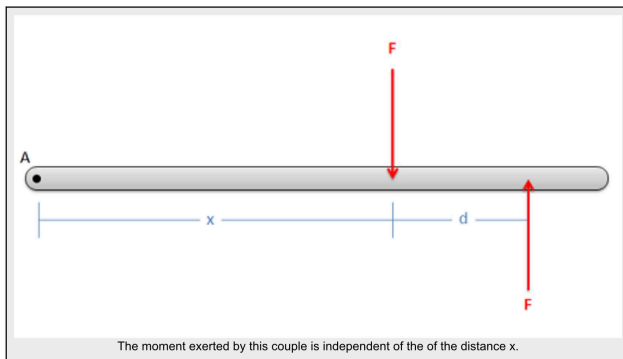 F
A
x
d
F
The moment exerted by this couple is independent of the of the distance x.